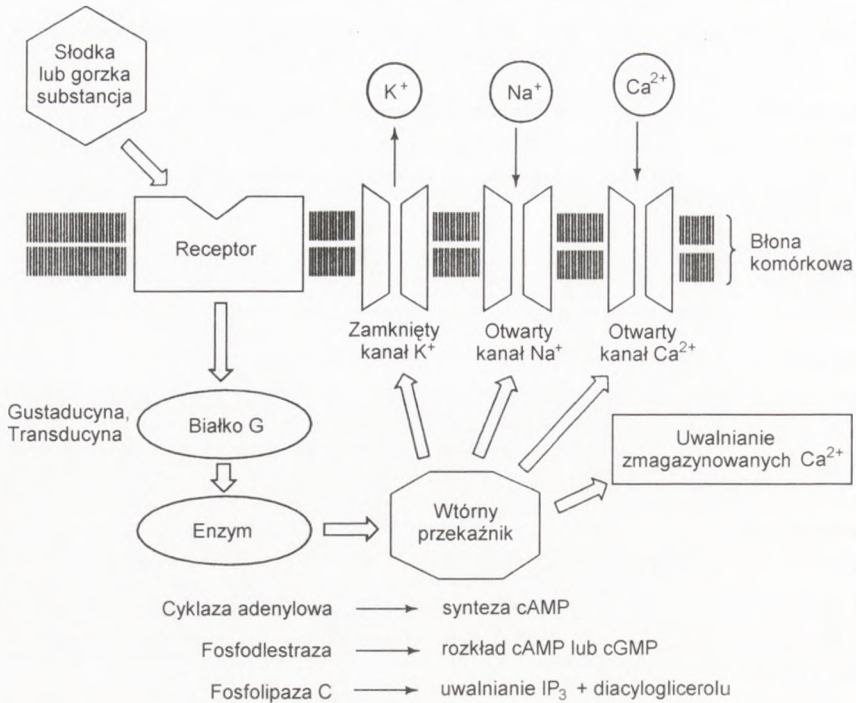 Słodka
lub gorzka
substancja
K⁺
Na⁺
Ca²⁺
Receptor
Błona
komórkowa
Zamknięty
kanał K⁺
Otwarty
kanał Na⁺
Otwarty
kanał Ca²⁺
Gustaducyna,
Transducyna
Białko G
Uwalnianie
zmagazynowanych Ca²⁺
Enzym
Wtórny
przekaźnik
Cyklaza adenylowa → synteza cAMP
Fosfodlestraza → rozkład cAMP lub cGMP
Fosfolipaza C → uwalnianie IP₃ + diacyloglicerolu